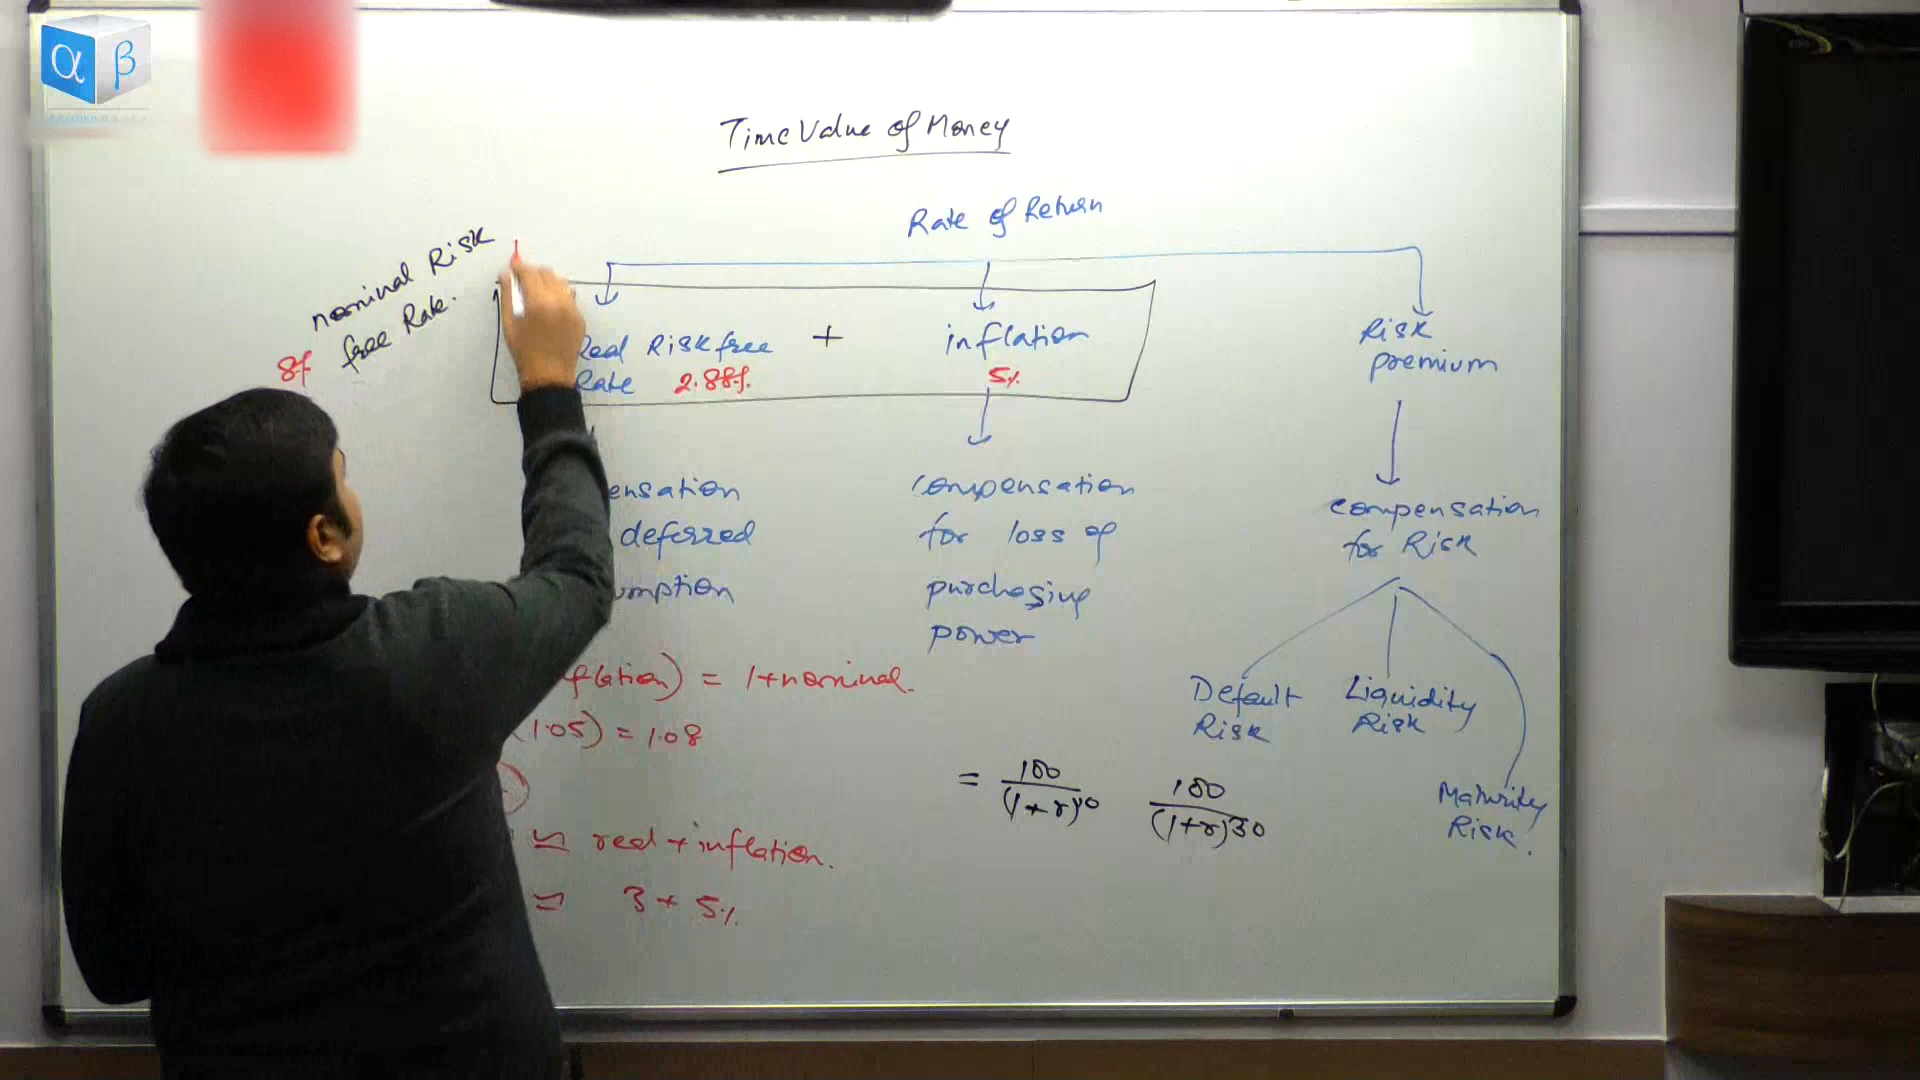 α β
Time Value of Money
Rate of Return
nominal Risk
free Rate.
8%
Real Risk free
Rate 2.88%.
+
inflation
5%
Risk
premium
ensation
deferred
umption
compensation
for loss of
purchasing
power
compensation
for Risk
Default
Risk
Liquidity
Risk
Maturity
Risk.
flation) = 1+nominal.
(1.05) = 1.08
≃ real + inflation.
≃ 3 + 5%
= 100/(1+r)10 100/(1+r)30